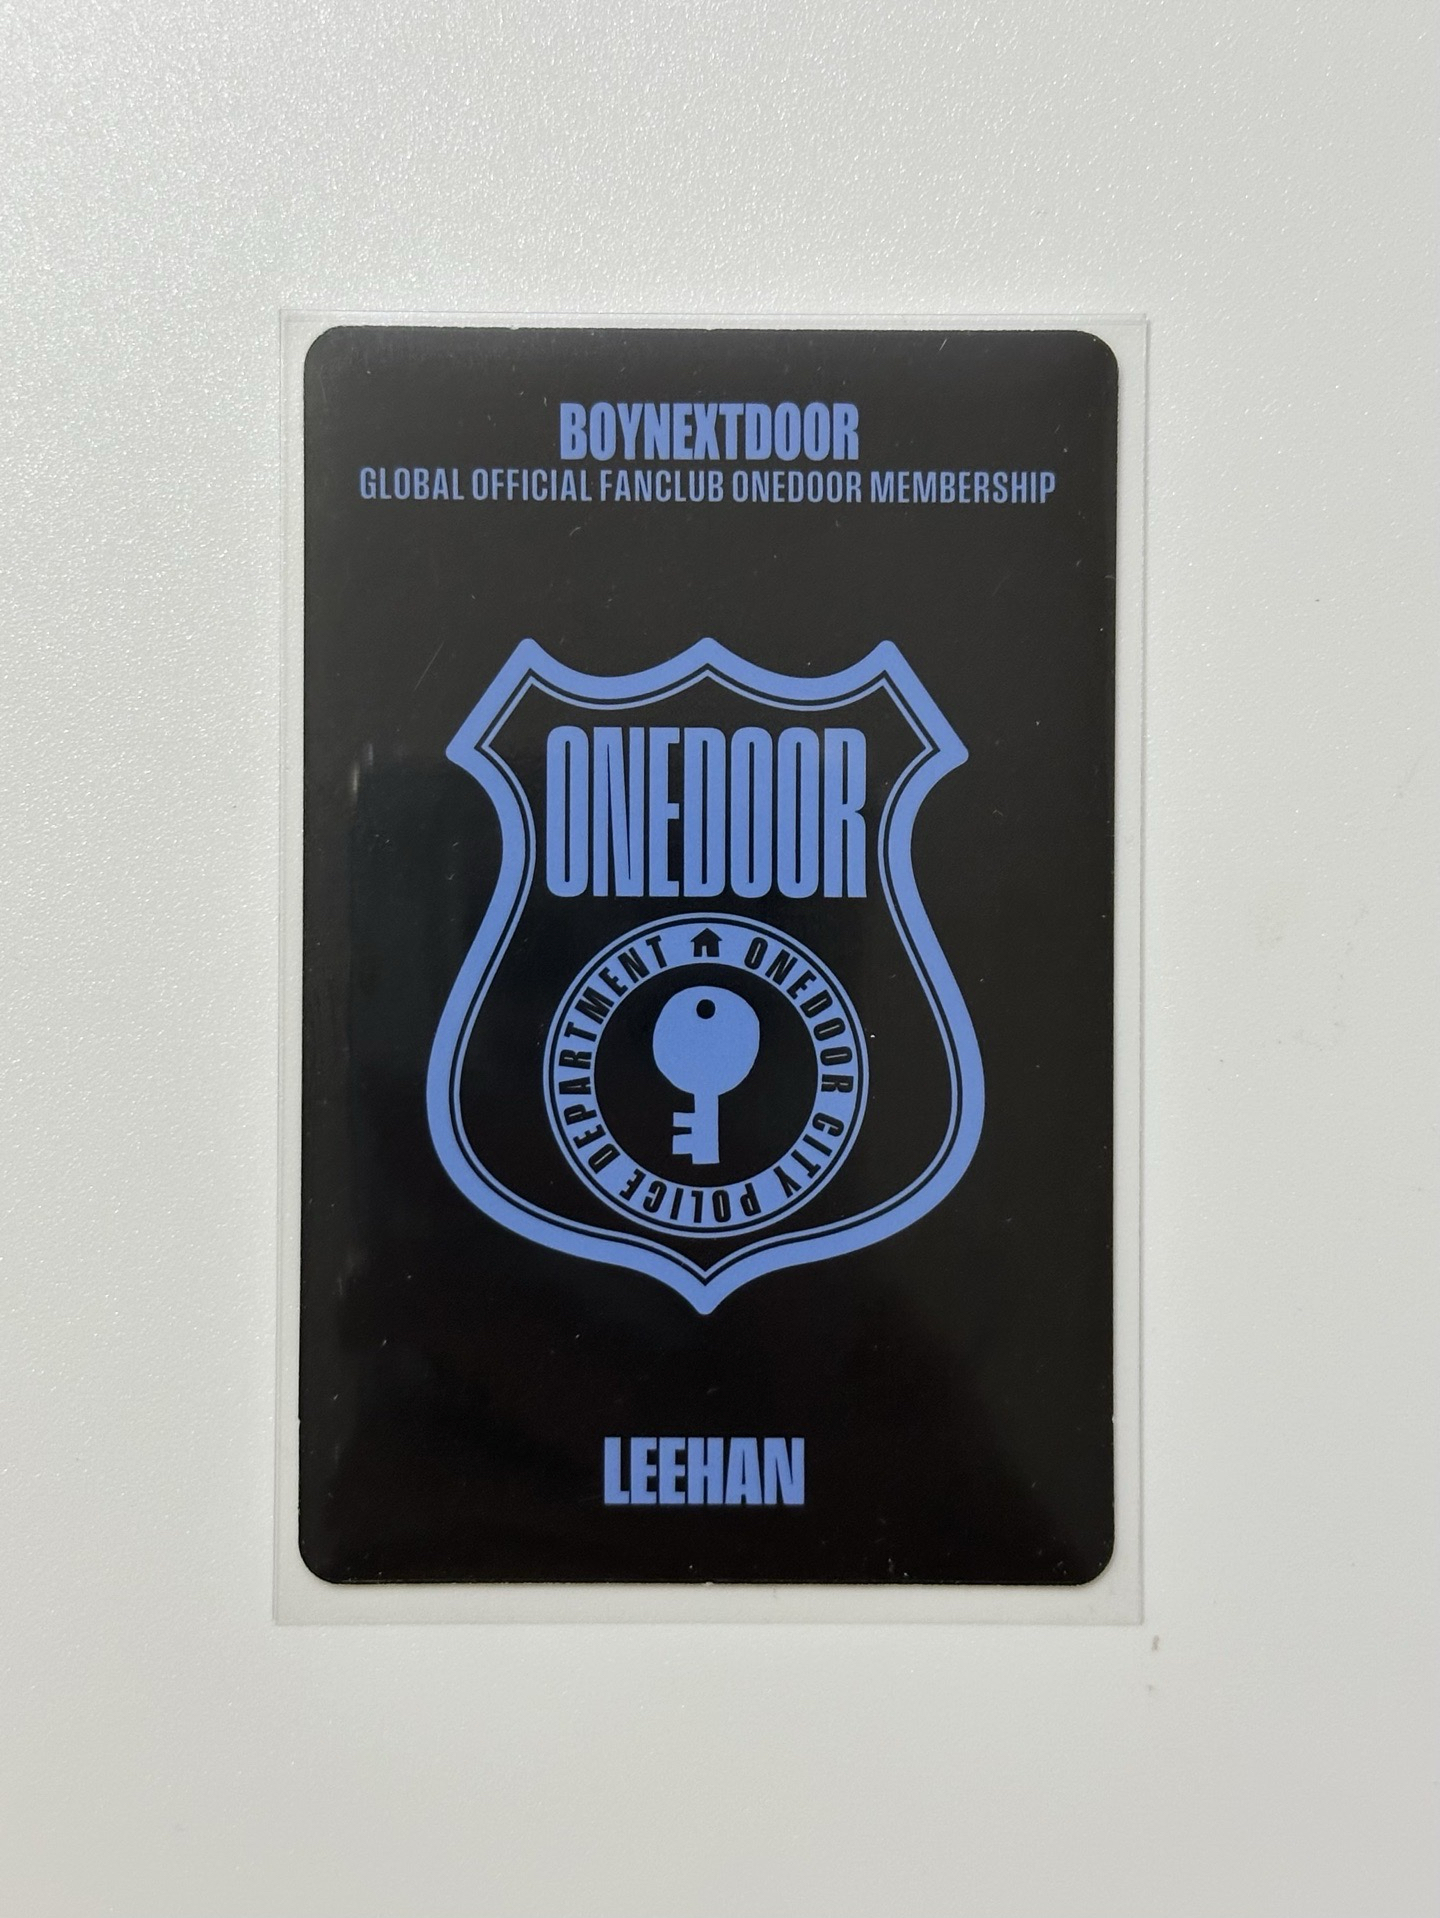 BOYNEXTDOOR
GLOBAL OFFICIAL FANCLUB ONEDOOR MEMBERSHIP
ONEDOOR
ONEDOOR CITY POLICE DEPARTMENT
LEEHAN